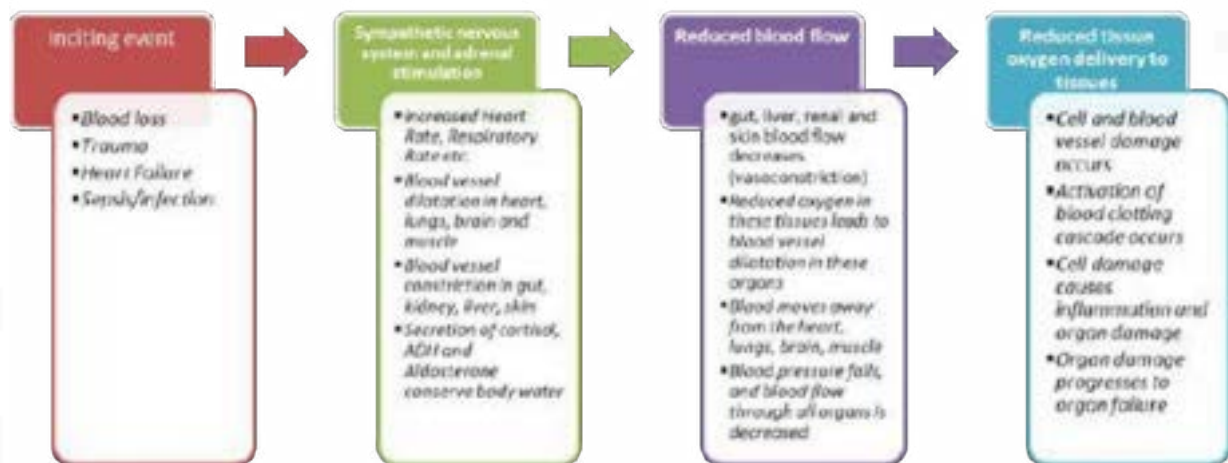 Inciting event
▪Blood loss
▪Trauma
▪Heart Failure
▪Sepsis/infection
Sympathetic nervous
system and adrenal
stimulation
▪Increased Heart
Rate, Respiratory
Rate etc.
▪Blood vessel
dilatation in heart,
lungs, brain and
muscle
▪Blood vessel
constriction in gut,
kidney, liver, skin
▪Secretion of cortisol,
ADH and
Aldosterone
conserve body water
Reduced blood flow
▪gut, liver, renal and
skin blood flow
decreases
(vasoconstriction)
▪Reduced oxygen in
these tissues leads to
blood vessel
dilatation in these
organs
▪Blood moves away
from the heart,
lungs, brain, muscle
▪Blood pressure falls,
and blood flow
through all organs is
decreased
Reduced tissue
oxygen delivery to
tissues
▪Cell and blood
vessel damage
occurs
▪Activation of
blood clotting
cascade occurs
▪Cell damage
causes
inflammation and
organ damage
▪Organ damage
progresses to
organ failure